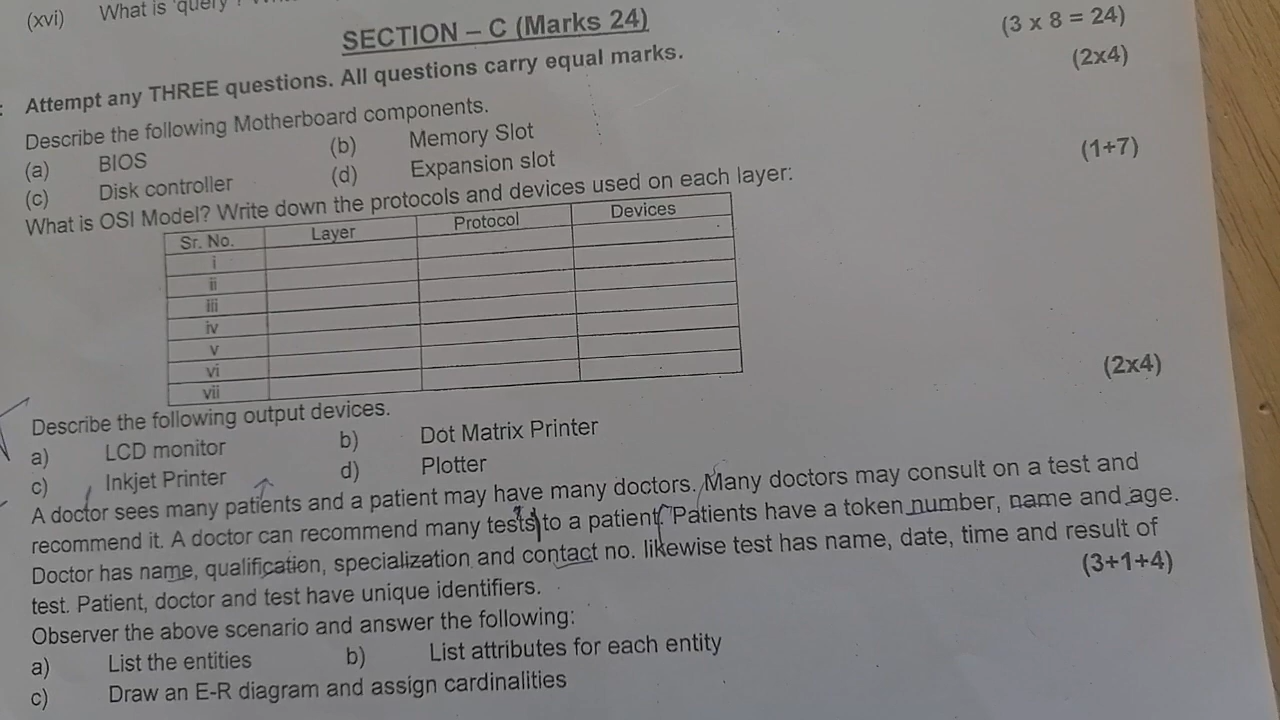 (xvi) What is 'query'?
SECTION – C (Marks 24)
Attempt any THREE questions. All questions carry equal marks. (3 x 8 = 24)
Describe the following Motherboard components. (2x4)
(a) BIOS (b) Memory Slot
(c) Disk controller (d) Expansion slot
What is OSI Model? Write down the protocols and devices used on each layer: (1+7)
Sr. No. Layer Protocol Devices
i
ii
iii
iv
v
vi
vii
Describe the following output devices. (2x4)
a) LCD monitor b) Dot Matrix Printer
c) Inkjet Printer d) Plotter
A doctor sees many patients and a patient may have many doctors. Many doctors may consult on a test and
recommend it. A doctor can recommend many tests to a patient. Patients have a token number, name and age.
Doctor has name, qualification, specialization and contact no. likewise test has name, date, time and result of
test. Patient, doctor and test have unique identifiers.
Observer the above scenario and answer the following: (3+1+4)
a) List the entities b) List attributes for each entity
c) Draw an E-R diagram and assign cardinalities